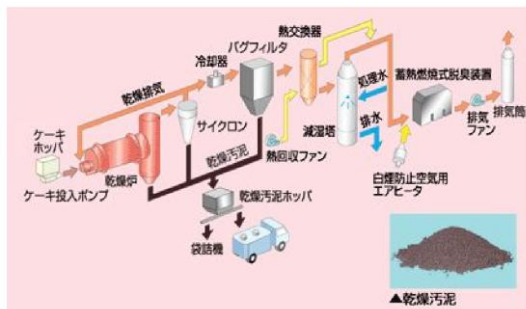 熱交換器
バグフィルタ
冷却器
乾燥排気
処理水
蓄熱燃焼式脱臭装置
ケーキ
ホッパ
サイクロン
減湿塔
排水
排気
ファン
排気筒
乾燥汚泥
熱回収ファン
乾燥炉
ケーキ投入ポンプ
乾燥汚泥ホッパ
白煙防止空気用
エアヒータ
袋詰機
▲乾燥汚泥